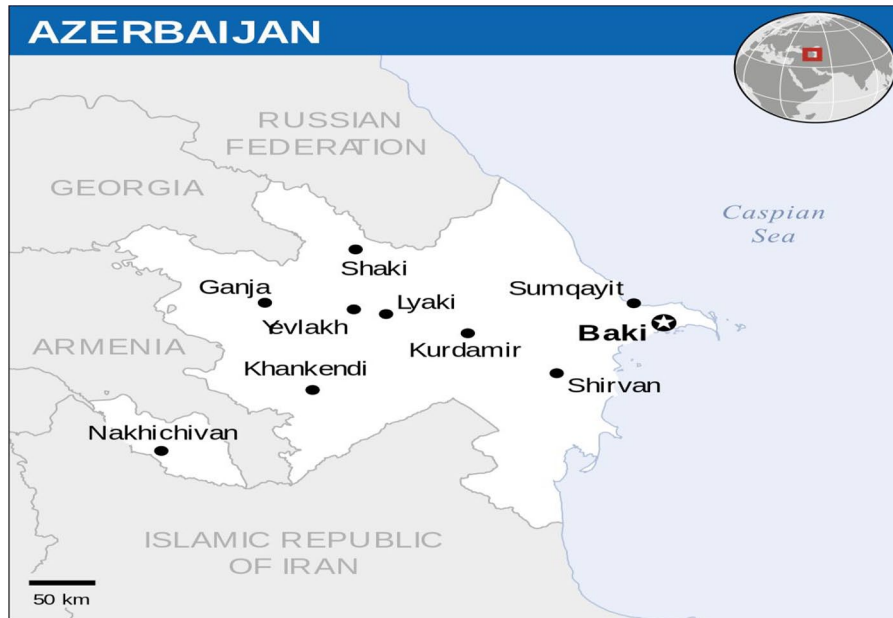 AZERBAIJAN
RUSSIAN
FEDERATION
GEORGIA
Caspian
Sea
Shaki
Ganja
Lyaki
Sumqayit
Yevlakh
Baki
ARMENIA
Kurdamir
Khankendi
Shirvan
Nakhichivan
ISLAMIC REPUBLIC
OF IRAN
50 km